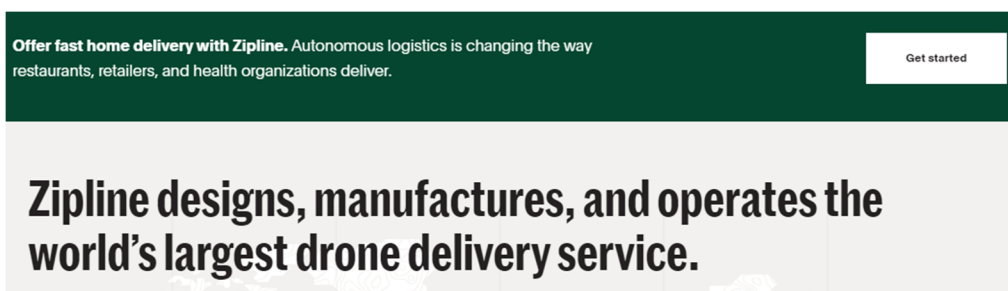 Offer fast home delivery with Zipline. Autonomous logistics is changing the way
restaurants, retailers, and health organizations deliver.
Get started
Zipline designs, manufactures, and operates the
world’s largest drone delivery service.